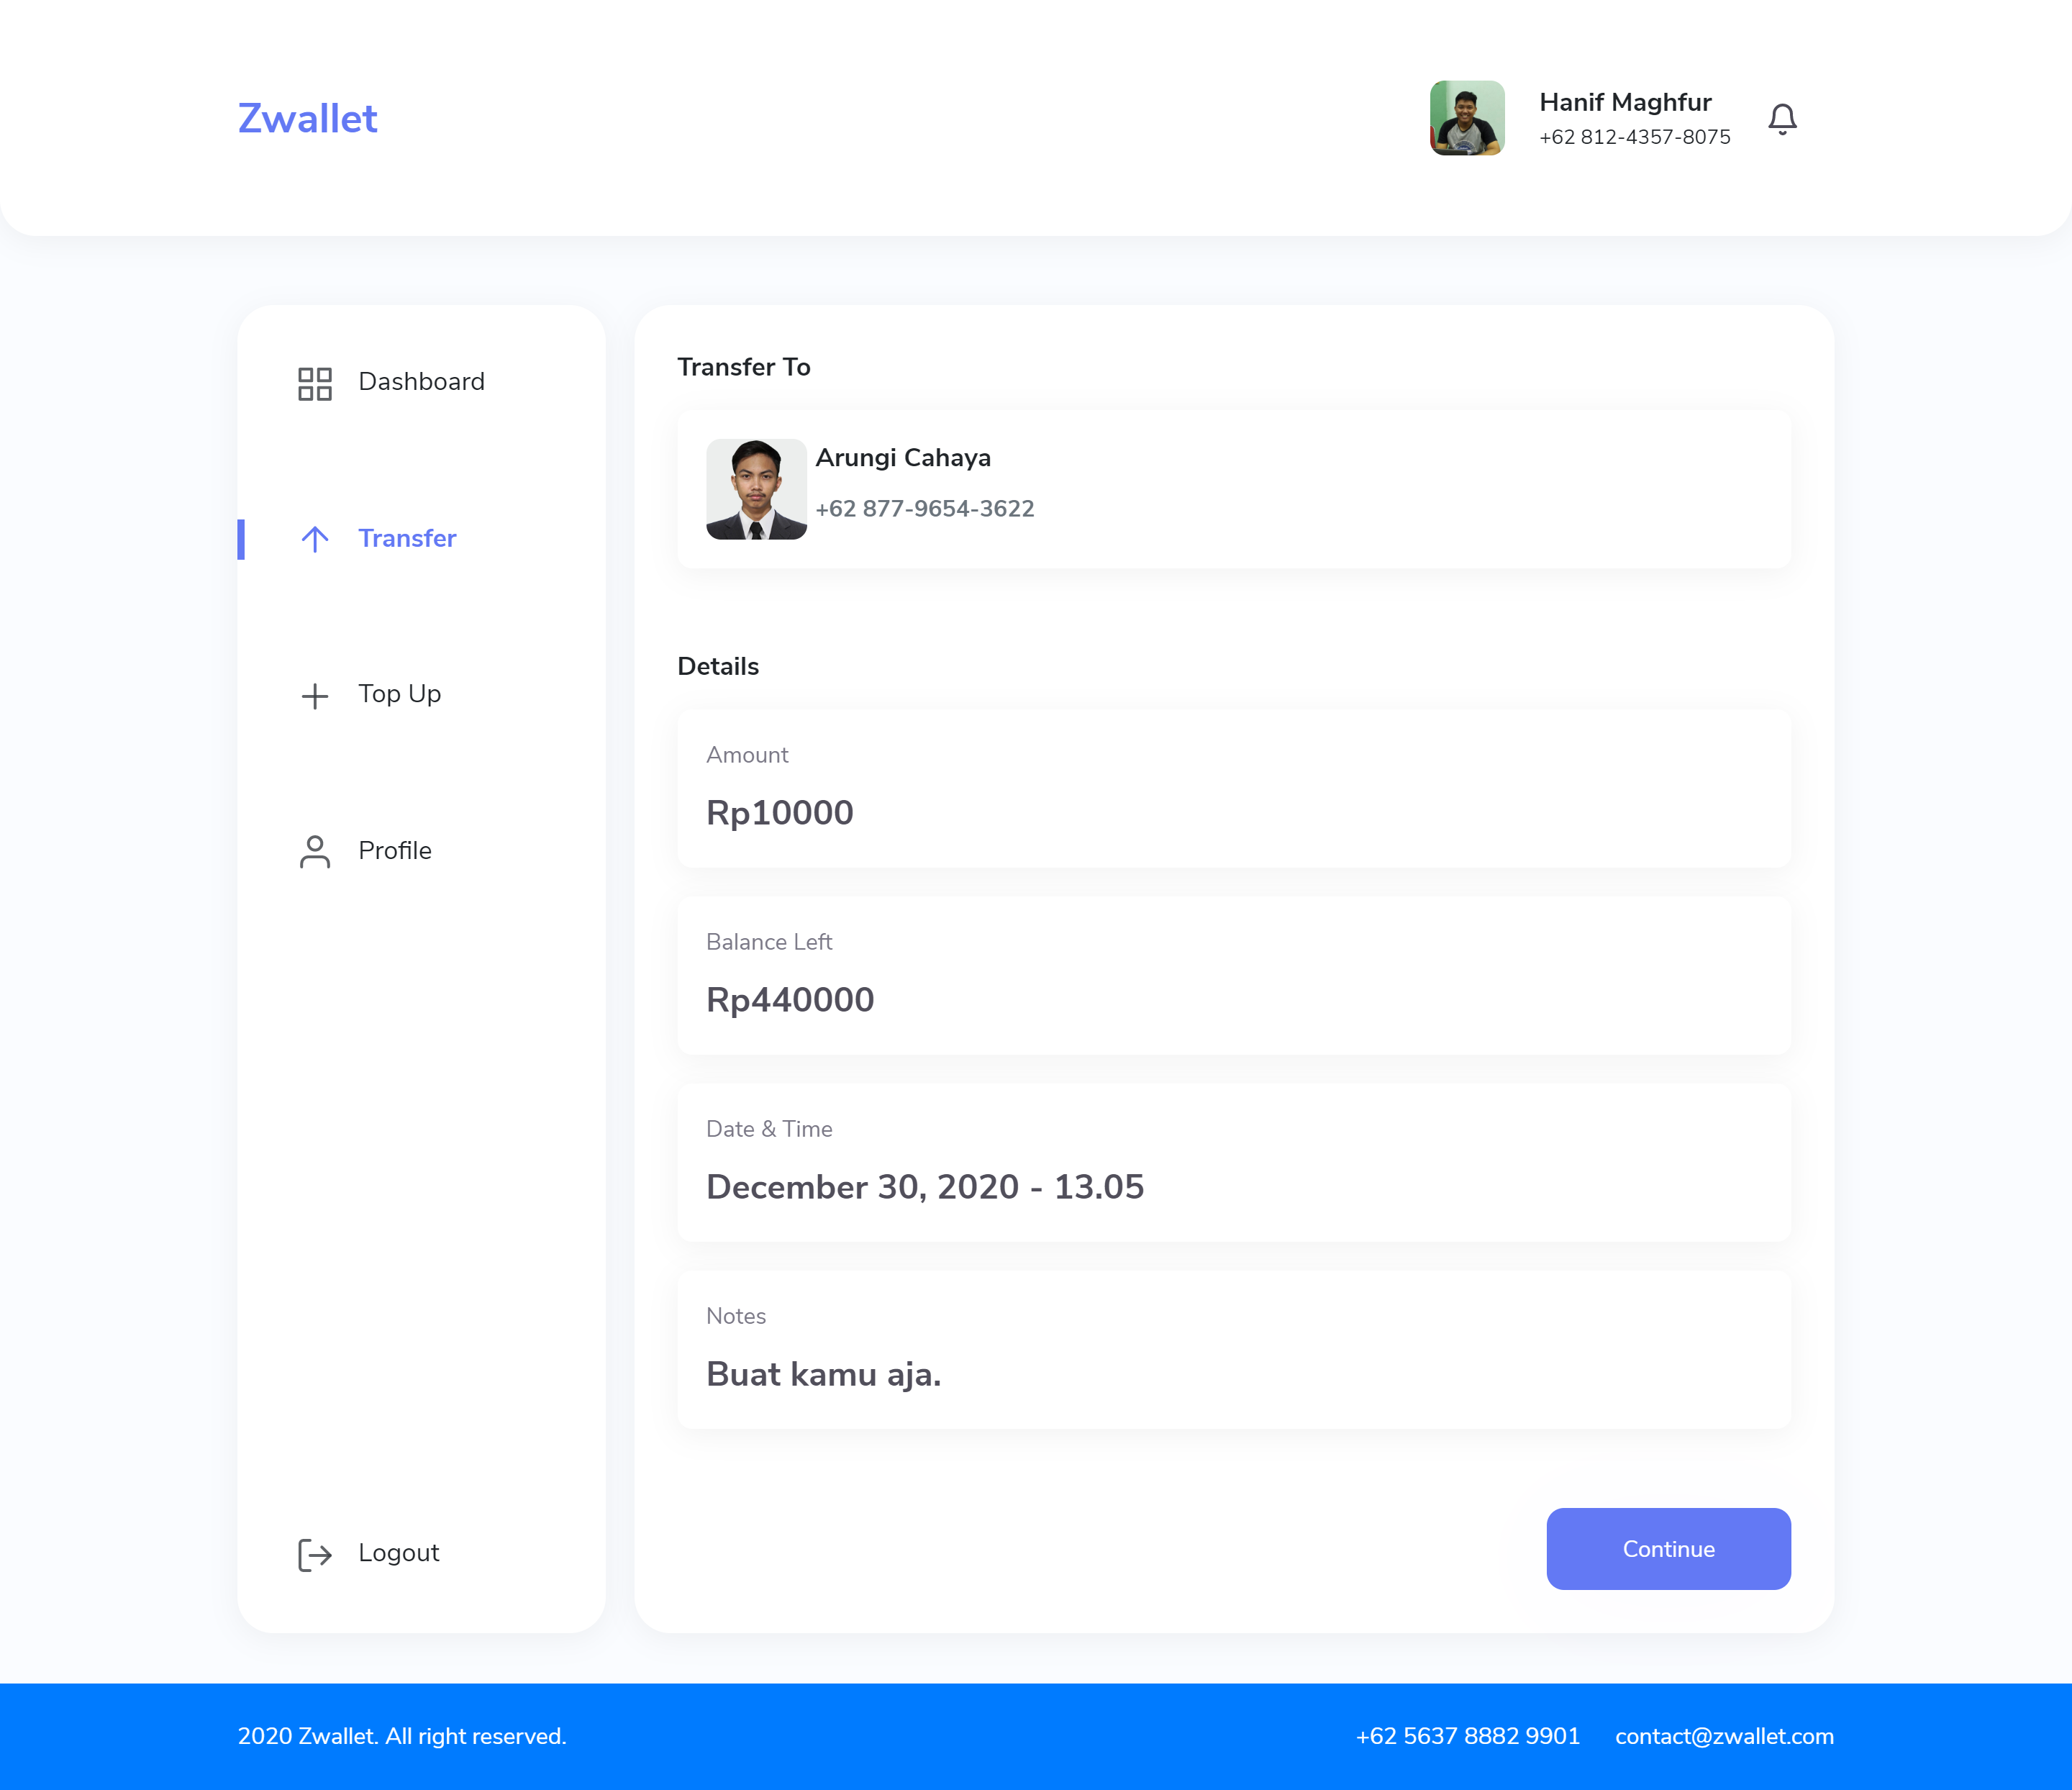 Zwallet
Hanif Maghfur
+62 812-4357-8075
Dashboard
Transfer
Top Up
Profile
Logout
Transfer To
Arungi Cahaya
+62 877-9654-3622
Details
Amount
Rp10000
Balance Left
Rp440000
Date & Time
December 30, 2020 - 13.05
Notes
Buat kamu aja.
Continue
2020 Zwallet. All right reserved.
+62 5637 8882 9901
contact@zwallet.com